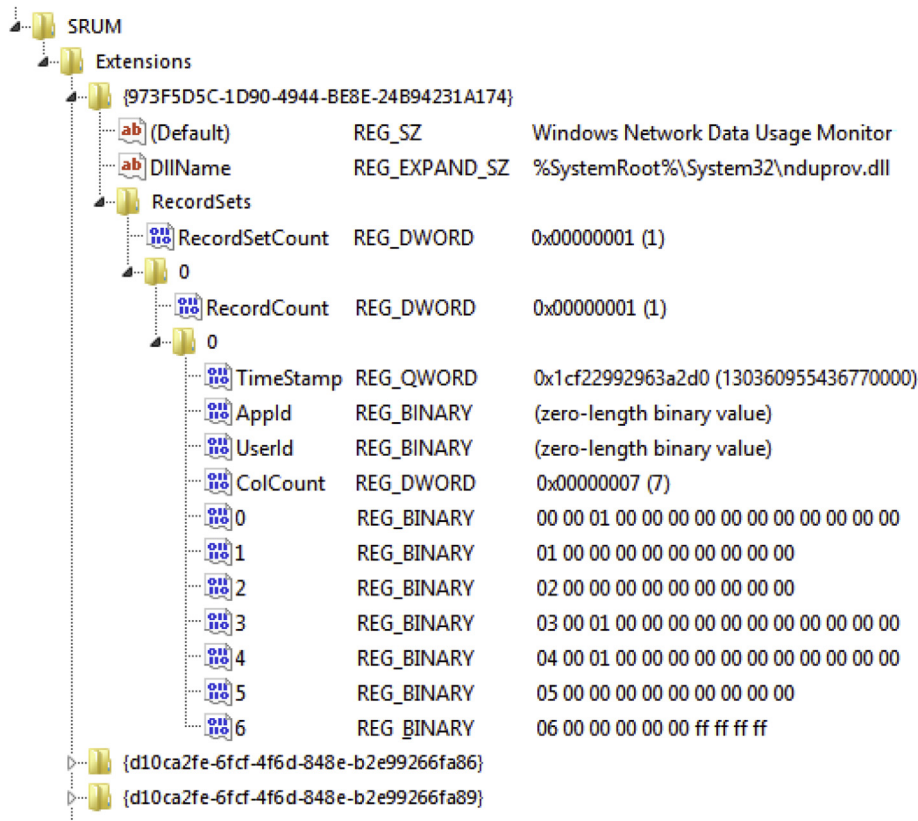 SRUM
Extensions
{973F5D5C-1D90-4944-BE8E-24B94231A174}
ab (Default) REG_SZ Windows Network Data Usage Monitor
ab DllName REG_EXPAND_SZ %SystemRoot%\System32\nduprov.dll
RecordSets
RecordSetCount REG_DWORD 0x00000001 (1)
0
RecordCount REG_DWORD 0x00000001 (1)
0
TimeStamp REG_QWORD 0x1cf22992963a2d0 (130360955436770000)
AppId REG_BINARY (zero-length binary value)
UserId REG_BINARY (zero-length binary value)
ColCount REG_DWORD 0x00000007 (7)
0 REG_BINARY 00 00 01 00 00 00 00 00 00 00 00 00 00 00
1 REG_BINARY 01 00 00 00 00 00 00 00 00 00
2 REG_BINARY 02 00 00 00 00 00 00 00 00 00
3 REG_BINARY 03 00 01 00 00 00 00 00 00 00 00 00 00 00
4 REG_BINARY 04 00 01 00 00 00 00 00 00 00 00 00 00 00
5 REG_BINARY 05 00 00 00 00 00 00 00 00 00
6 REG_BINARY 06 00 00 00 00 00 ff ff ff ff
{d10ca2fe-6fcf-4f6d-848e-b2e99266fa86}
{d10ca2fe-6fcf-4f6d-848e-b2e99266fa89}